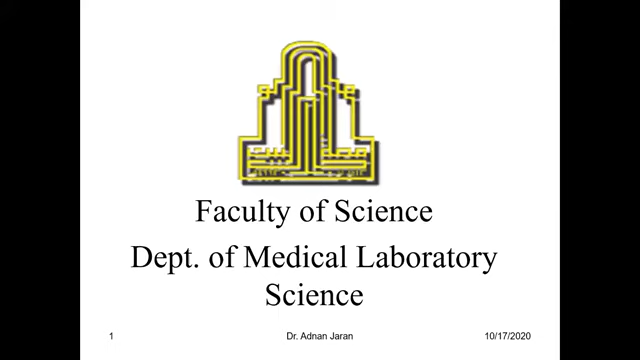 Faculty of Science
Dept. of Medical Laboratory
Science
1
Dr. Adnan Jaran
10/17/2020